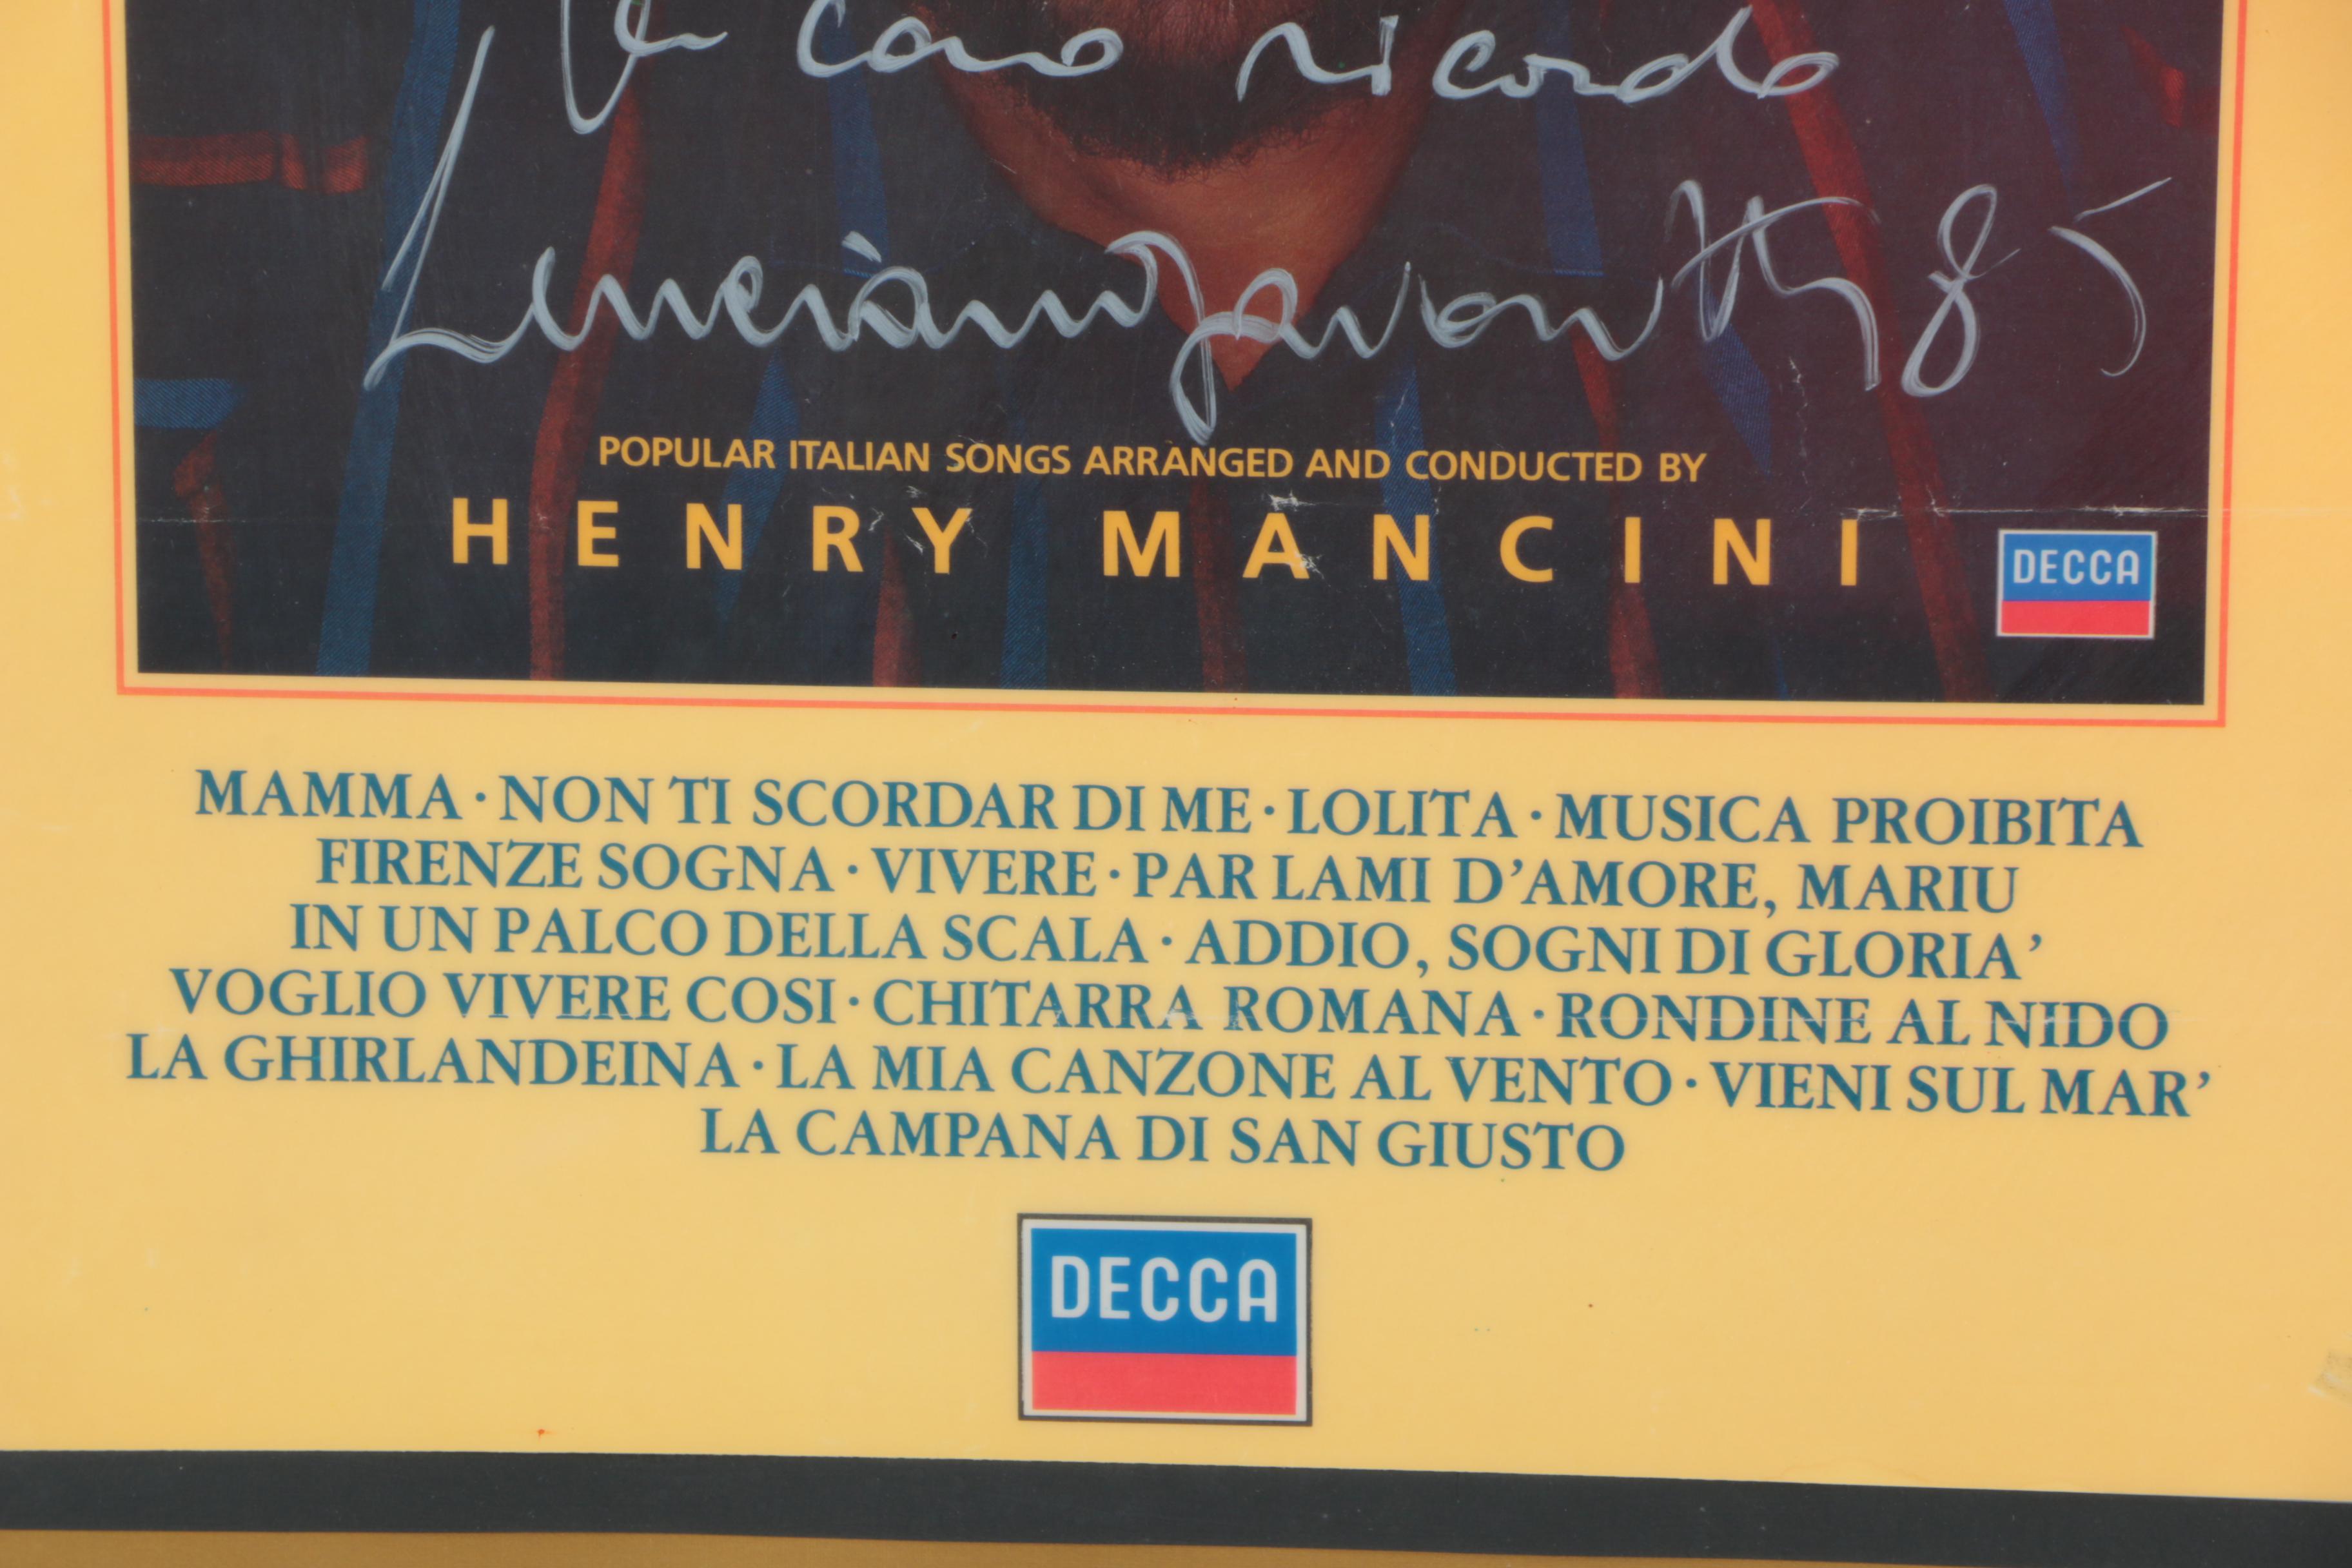 caro ricordo
Luciano Pavarotti 85
POPULAR ITALIAN SONGS ARRANGED AND CONDUCTED BY
HENRY MANCINI
DECCA
MAMMA · NON TI SCORDAR DI ME · LOLITA · MUSICA PROIBITA
FIRENZE SOGNA · VIVERE · PAR LAMI D'AMORE, MARIU
IN UN PALCO DELLA SCALA · ADDIO, SOGNI DI GLORIA'
VOGLIO VIVERE COSI · CHITARRA ROMANA · RONDINE AL NIDO
LA GHIRLANDEINA · LA MIA CANZONE AL VENTO · VIENI SUL MAR'
LA CAMPANA DI SAN GIUSTO
DECCA